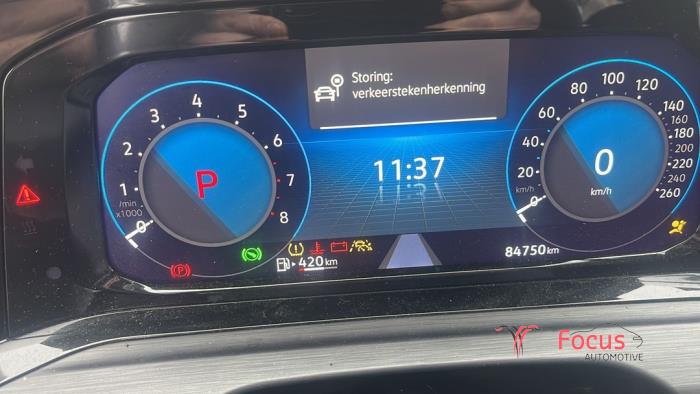 Storing:
verkeerstekenherkenning
11:37
0
1
2
3
4
5
6
7
8
/min
x1000
P
0
20
40
60
80
100
120
140
160
180
200
220
240
260
km/h
0
km/h
420 km
84750 km
Focus
AUTOMOTIVE